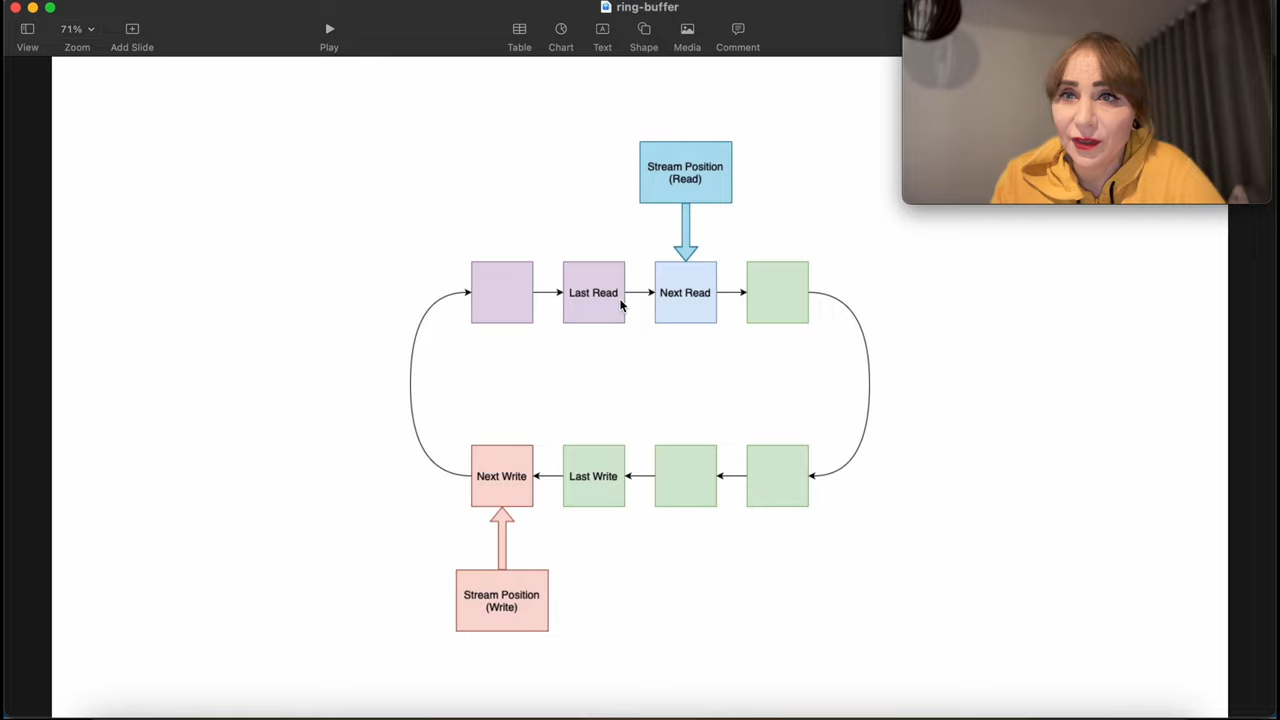 ring-buffer
71%
View
Zoom
Add Slide
Play
Table
Chart
Text
Shape
Media
Comment
Stream Position
(Read)
Last Read
Next Read
Next Write
Last Write
Stream Position
(Write)